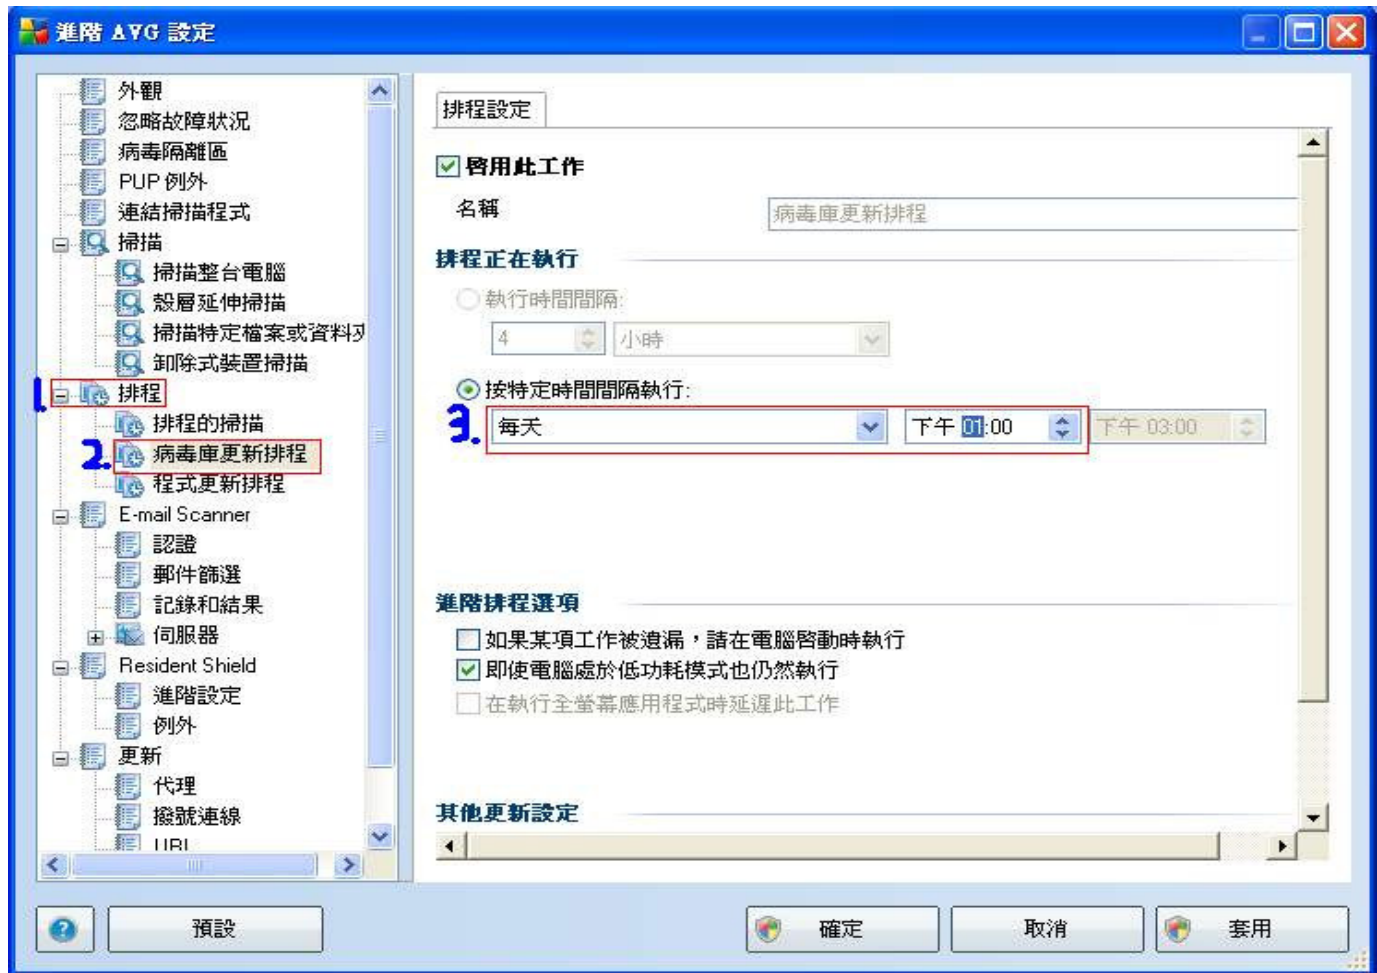 進階 AVG 設定
外觀
忽略故障狀況
病毒隔離區
PUP 例外
連結掃描程式
掃描
掃描整台電腦
殼層延伸掃描
掃描特定檔案或資料夾
卸除式裝置掃描
1. 排程
排程的掃描
2. 病毒庫更新排程
程式更新排程
E-mail Scanner
認證
郵件篩選
記錄和結果
伺服器
Resident Shield
進階設定
例外
更新
代理
撥號連線
URL
排程設定
啓用此工作
名稱
病毒庫更新排程
排程正在執行
執行時間間隔:
4 小時
按特定時間間隔執行:
3. 每天 下午 01:00 下午 03:00
進階排程選項
如果某項工作被遺漏，請在電腦啓動時執行
即使電腦處於低功耗模式也仍然執行
在執行全螢幕應用程式時延遲此工作
其他更新設定
預設 確定 取消 套用